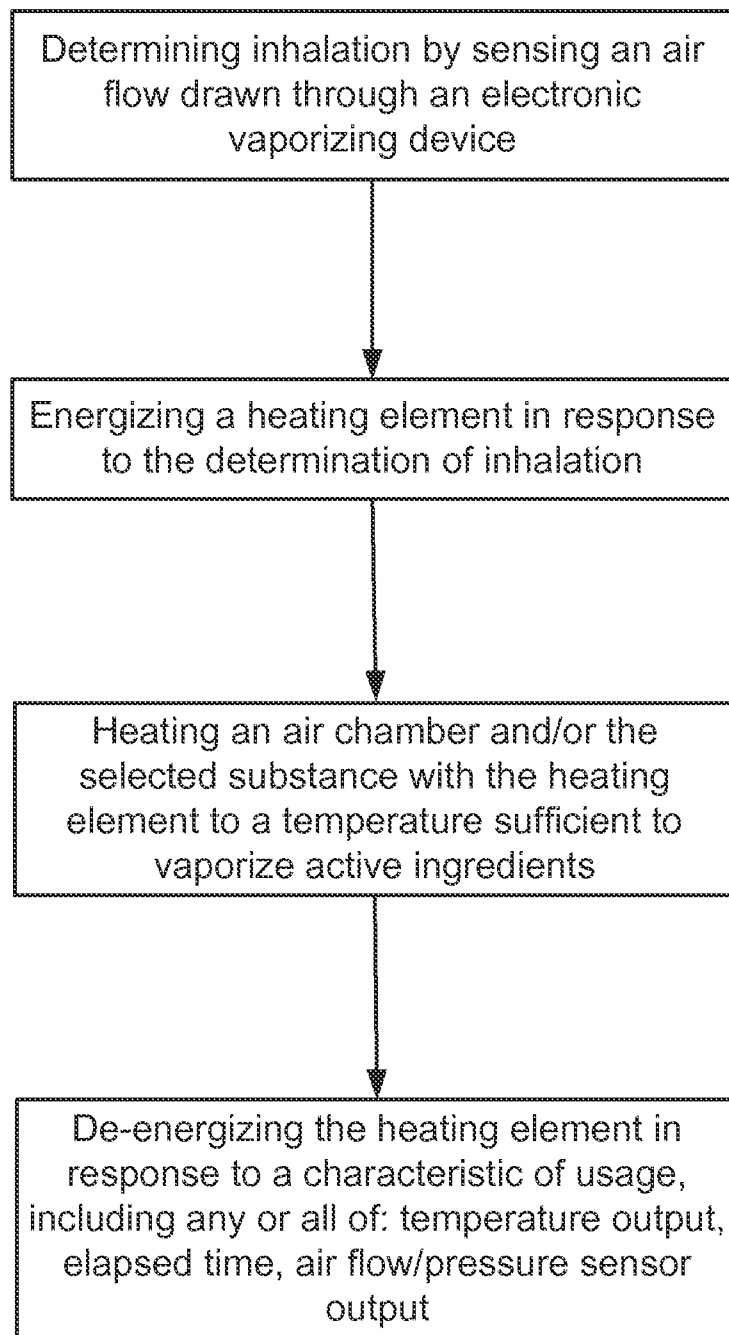 Determining inhalation by sensing an air
flow drawn through an electronic
vaporizing device
Energizing a heating element in response
to the determination of inhalation
Heating an air chamber and/or the
selected substance with the heating
element to a temperature sufficient to
vaporize active ingredients
De-energizing the heating element in
response to a characteristic of usage,
including any or all of: temperature output,
elapsed time, air flow/pressure sensor
output